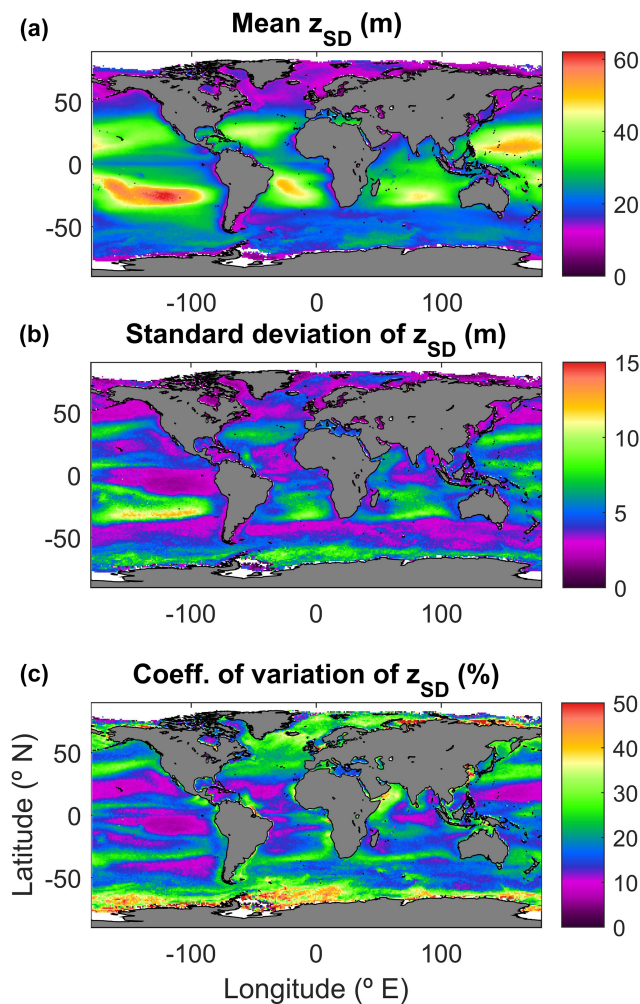 (a) Mean z_SD (m)
60
50
40
0
20
-50
0
-100 0 100
(b) Standard deviation of z_SD (m)
15
50
10
0
5
-50
0
-100 0 100
(c) Coeff. of variation of z_SD (%)
50
50
40
30
0
20
-50
10
0
-100 0 100
Latitude (º N)
Longitude (º E)